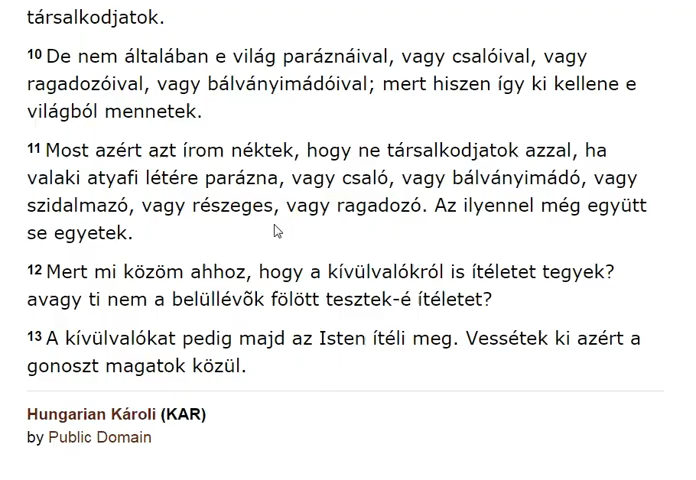 társalkodjatok.
10 De nem általában e világ paráznáival, vagy csalóival, vagy
ragadozóival, vagy bálványimádóival; mert hiszen így ki kellene e
világból mennetek.
11 Most azért azt írom néktek, hogy ne társalkodjatok azzal, ha
valaki atyafi létére parázna, vagy csaló, vagy bálványimádó, vagy
szidalmazó, vagy részeges, vagy ragadozó. Az ilyennel még együtt
se egyetek.
12 Mert mi közöm ahhoz, hogy a kívülvalókról is ítéletet tegyek?
avagy ti nem a belüllévõk fölött tesztek-é ítéletet?
13 A kívülvalókat pedig majd az Isten ítéli meg. Vessétek ki azért a
gonoszt magatok közül.
Hungarian Károli (KAR)
by Public Domain